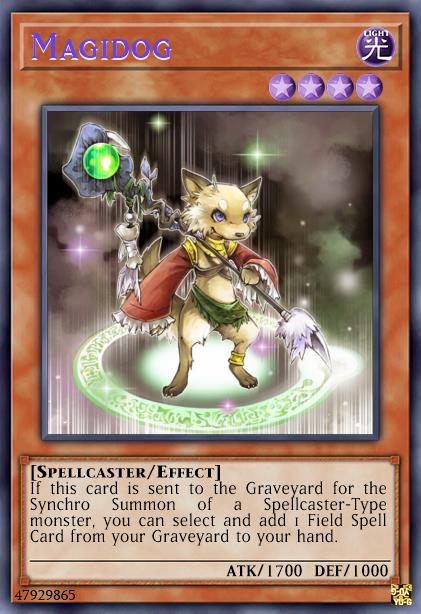 Magidog
LIGHT
光
[Spellcaster/Effect]
If this card is sent to the Graveyard for the
Synchro Summon of a Spellcaster-Type
monster, you can select and add 1 Field Spell
Card from your Graveyard to your hand.
ATK/1700 DEF/1000
47929865